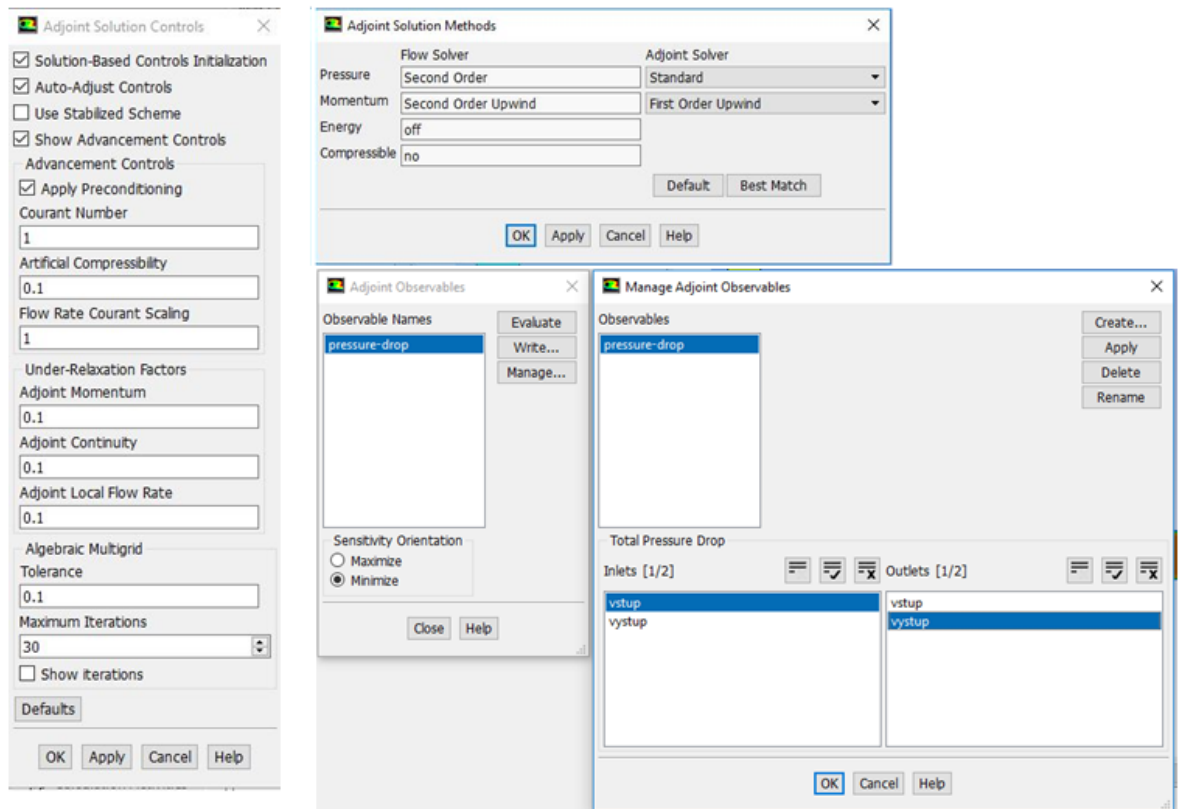 Adjoint Solution Controls
Solution-Based Controls Initialization
Auto-Adjust Controls
Use Stabilized Scheme
Show Advancement Controls
Advancement Controls
Apply Preconditioning
Courant Number
1
Artificial Compressibility
0.1
Flow Rate Courant Scaling
1
Under-Relaxation Factors
Adjoint Momentum
0.1
Adjoint Continuity
0.1
Adjoint Local Flow Rate
0.1
Algebraic Multigrid
Tolerance
0.1
Maximum Iterations
30
Show iterations
Defaults
OK Apply Cancel Help
Adjoint Solution Methods
Flow Solver Adjoint Solver
Pressure Second Order Standard
Momentum Second Order Upwind First Order Upwind
Energy off
Compressible no
Default Best Match
OK Apply Cancel Help
Adjoint Observables
Observable Names
Evaluate
pressure-drop
Write...
Manage...
Sensitivity Orientation
Maximize
Minimize
Close Help
Manage Adjoint Observables
Observables
Create...
pressure-drop
Apply
Delete
Rename
Total Pressure Drop
Inlets [1/2] Outlets [1/2]
vstup vstup
vystup vystup
OK Cancel Help